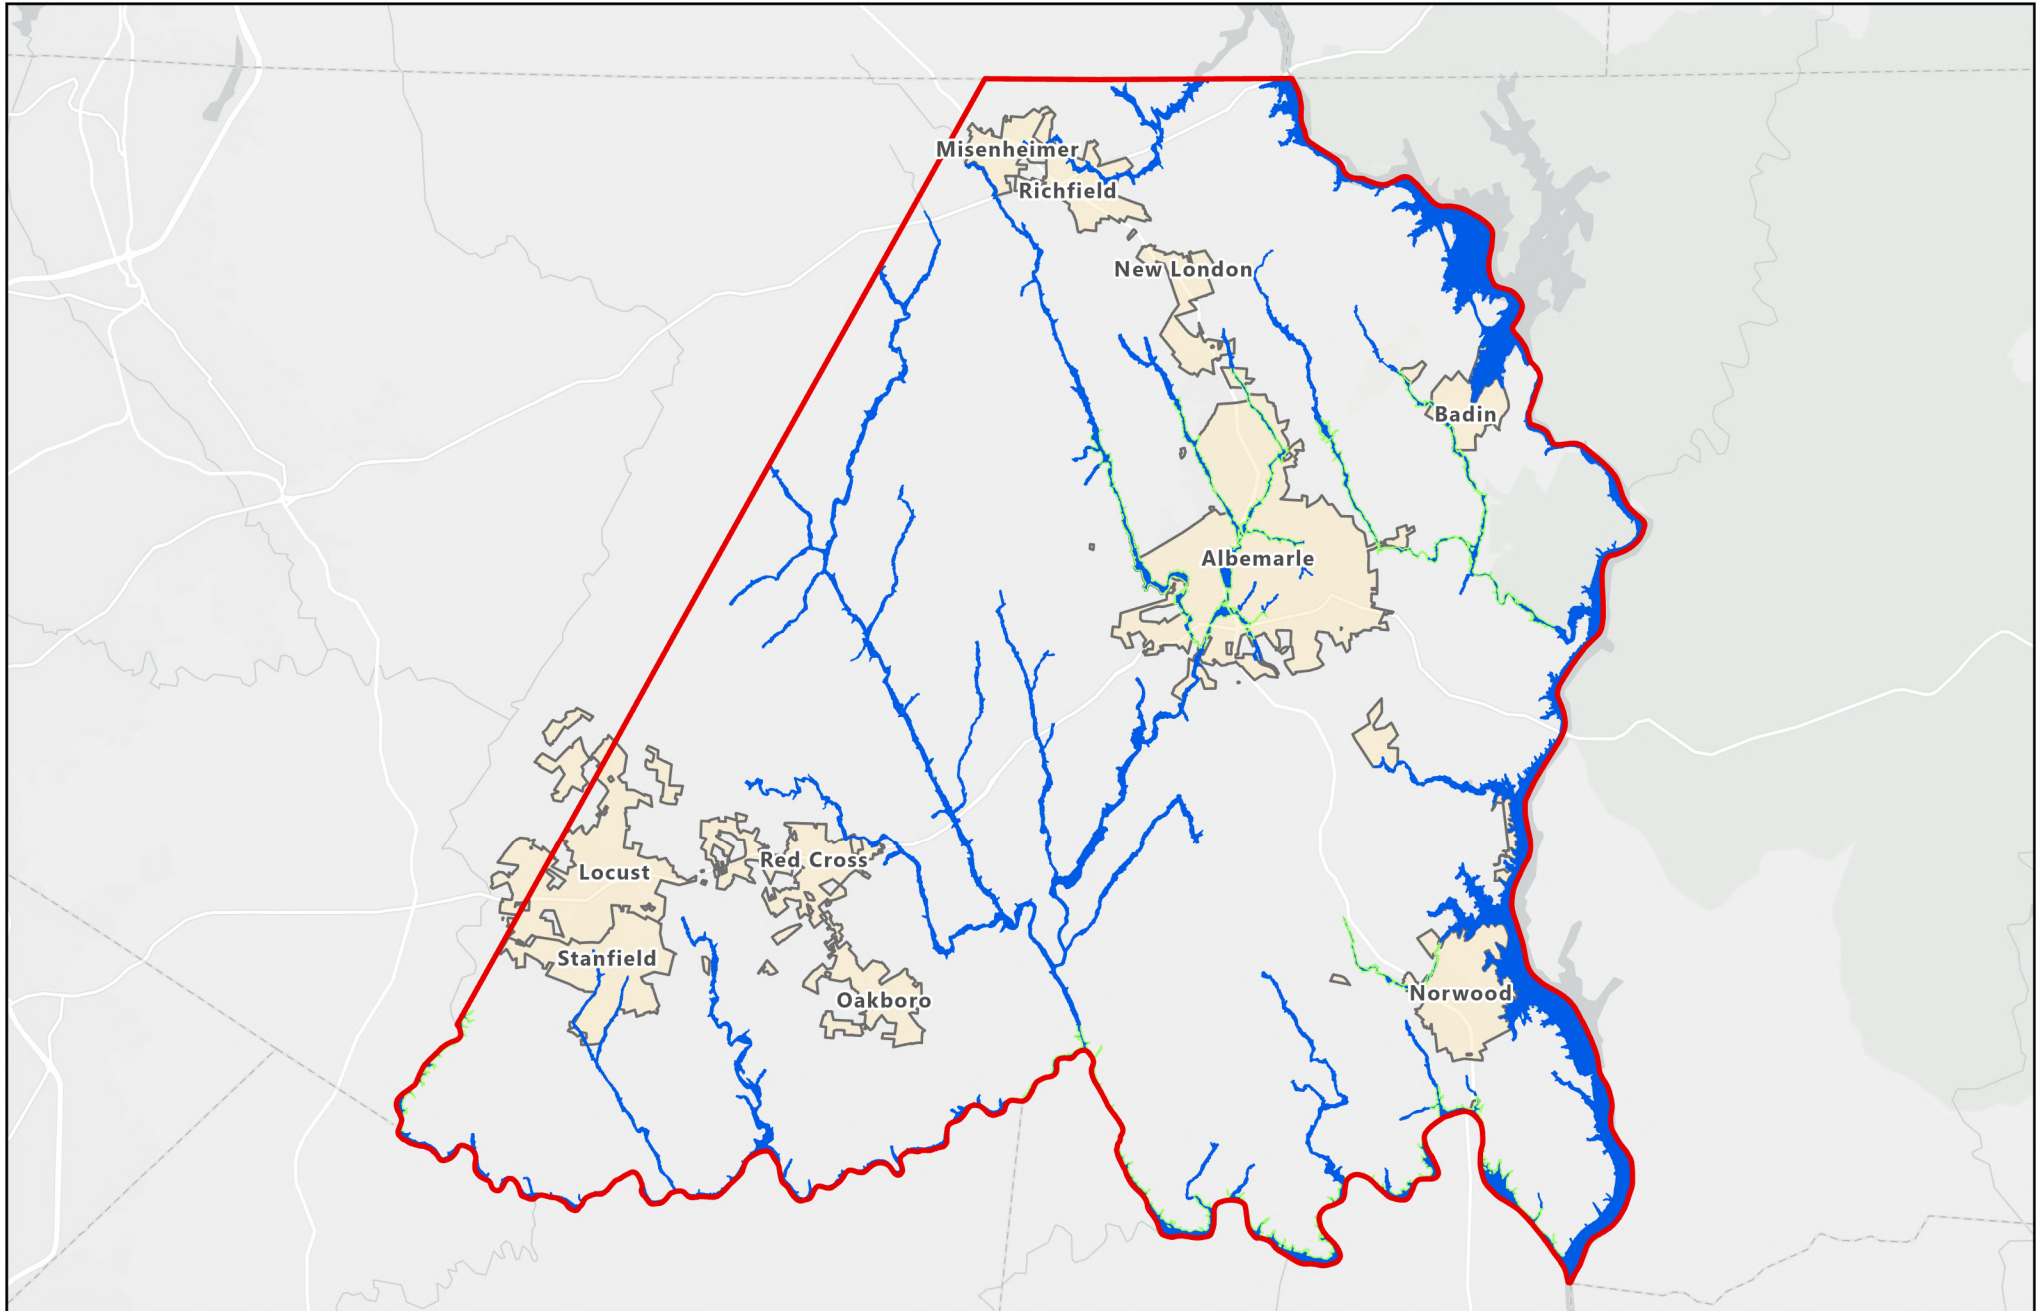 Misenheimer
Richfield
New London
Badin
Albemarle
Red Cross
Locust
Stanfield
Oakboro
Norwood